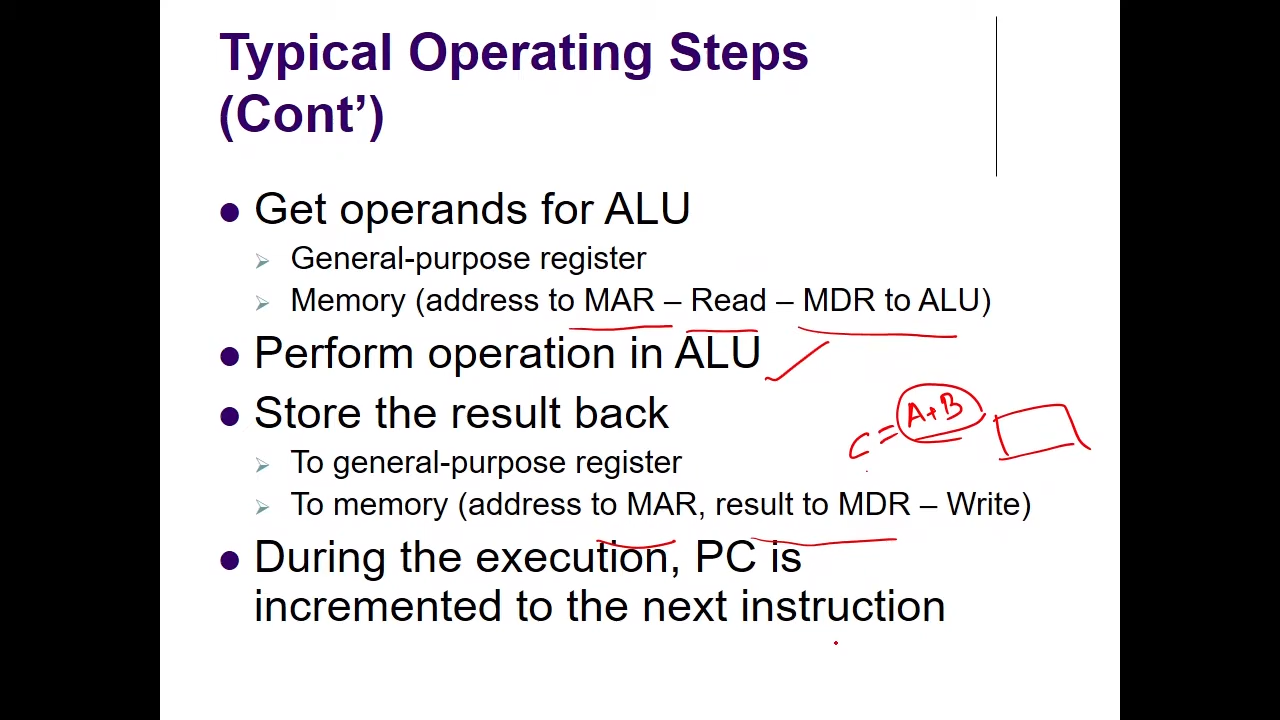 Typical Operating Steps
(Cont’)
● Get operands for ALU
➢ General-purpose register
➢ Memory (address to MAR – Read – MDR to ALU)
● Perform operation in ALU
● Store the result back
C = A+B
➢ To general-purpose register
➢ To memory (address to MAR, result to MDR – Write)
● During the execution, PC is
incremented to the next instruction